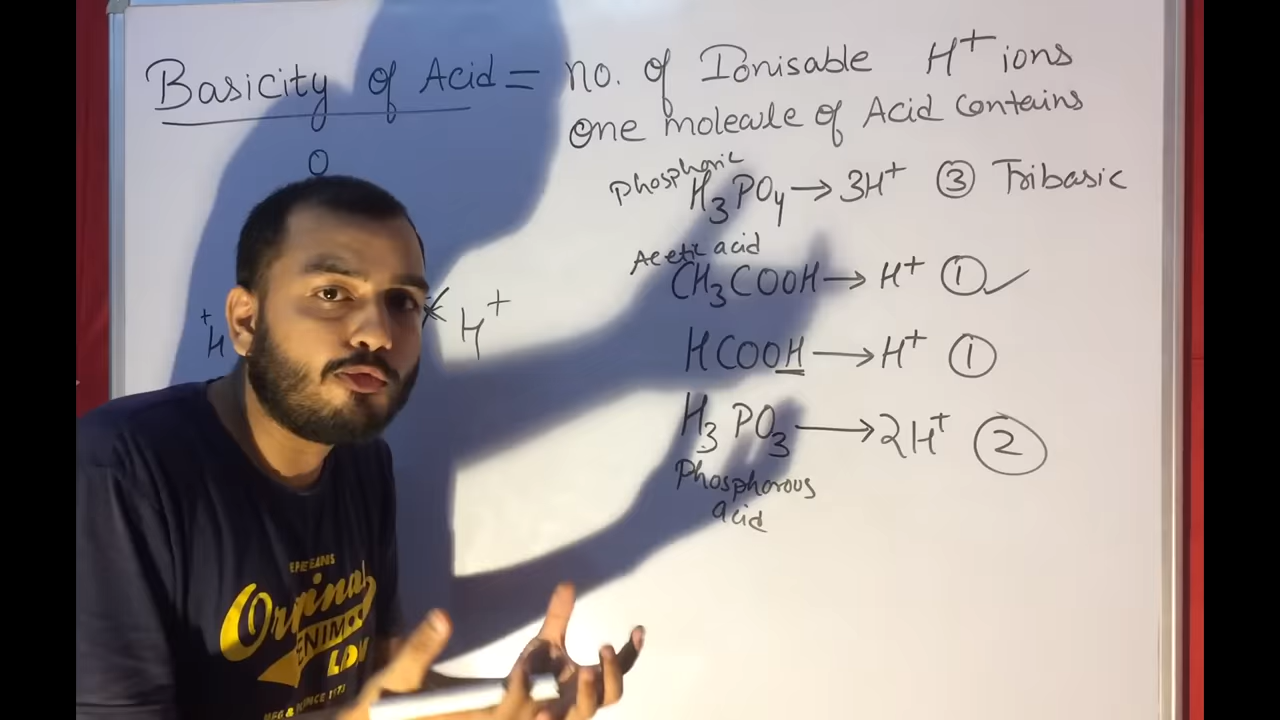 Basicity of Acid = no. of Ionisable H+ ions
one molecule of Acid contains
Phosphoric
H3PO4 → 3H+ ③ Tribasic
Acetic acid
CH3COOH → H+ ① ✓
HCOOH → H+ ①
H3PO3 → 2H+ ②
Phosphorous
acid
O
+H
H+
Original